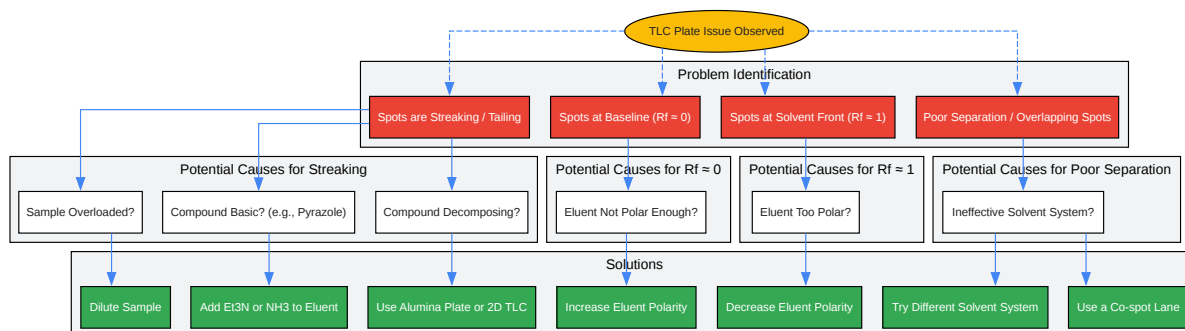 TLC Plate Issue Observed
Problem Identification
Spots are Streaking / Tailing
Spots at Baseline (Rf ≈ 0)
Spots at Solvent Front (Rf ≈ 1)
Poor Separation / Overlapping Spots
Potential Causes for Streaking
Potential Causes for Rf ≈ 0
Potential Causes for Rf ≈ 1
Potential Causes for Poor Separation
Sample Overloaded?
Compound Basic? (e.g., Pyrazole)
Compound Decomposing?
Eluent Not Polar Enough?
Eluent Too Polar?
Ineffective Solvent System?
Solutions
Dilute Sample
Add Et3N or NH3 to Eluent
Use Alumina Plate or 2D TLC
Increase Eluent Polarity
Decrease Eluent Polarity
Try Different Solvent System
Use a Co-spot Lane